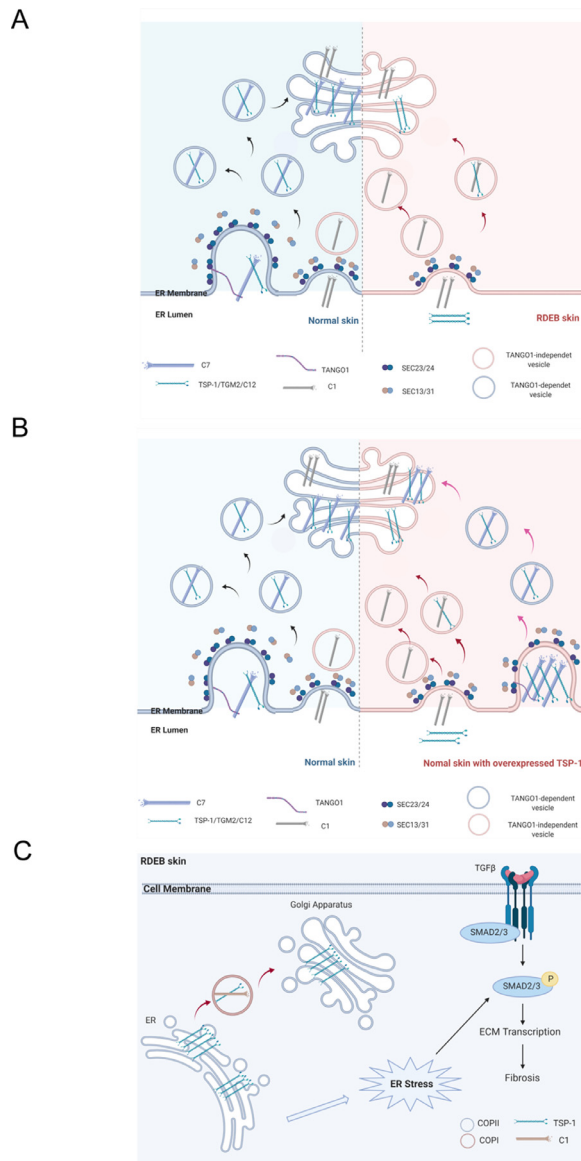 A
ER Membrane
ER Lumen
Normal skin
RDEB skin
C7
TANGO1
SEC23/24
TANGO1-independet
vesicle
TSP-1/TGM2/C12
C1
SEC13/31
TANGO1-dependet
vesicle
B
ER Membrane
ER Lumen
Normal skin
Nomal skin with overexpressed TSP-1
C7
TANGO1
SEC23/24
TANGO1-dependent
vesicle
TSP-1/TGM2/C12
C1
SEC13/31
TANGO1-independent
vesicle
C
RDEB skin
TGFβ
Cell Membrane
Golgi Apparatus
SMAD2/3
P
SMAD2/3
ER
ECM Transcription
ER Stress
Fibrosis
COPII
TSP-1
COPI
C1